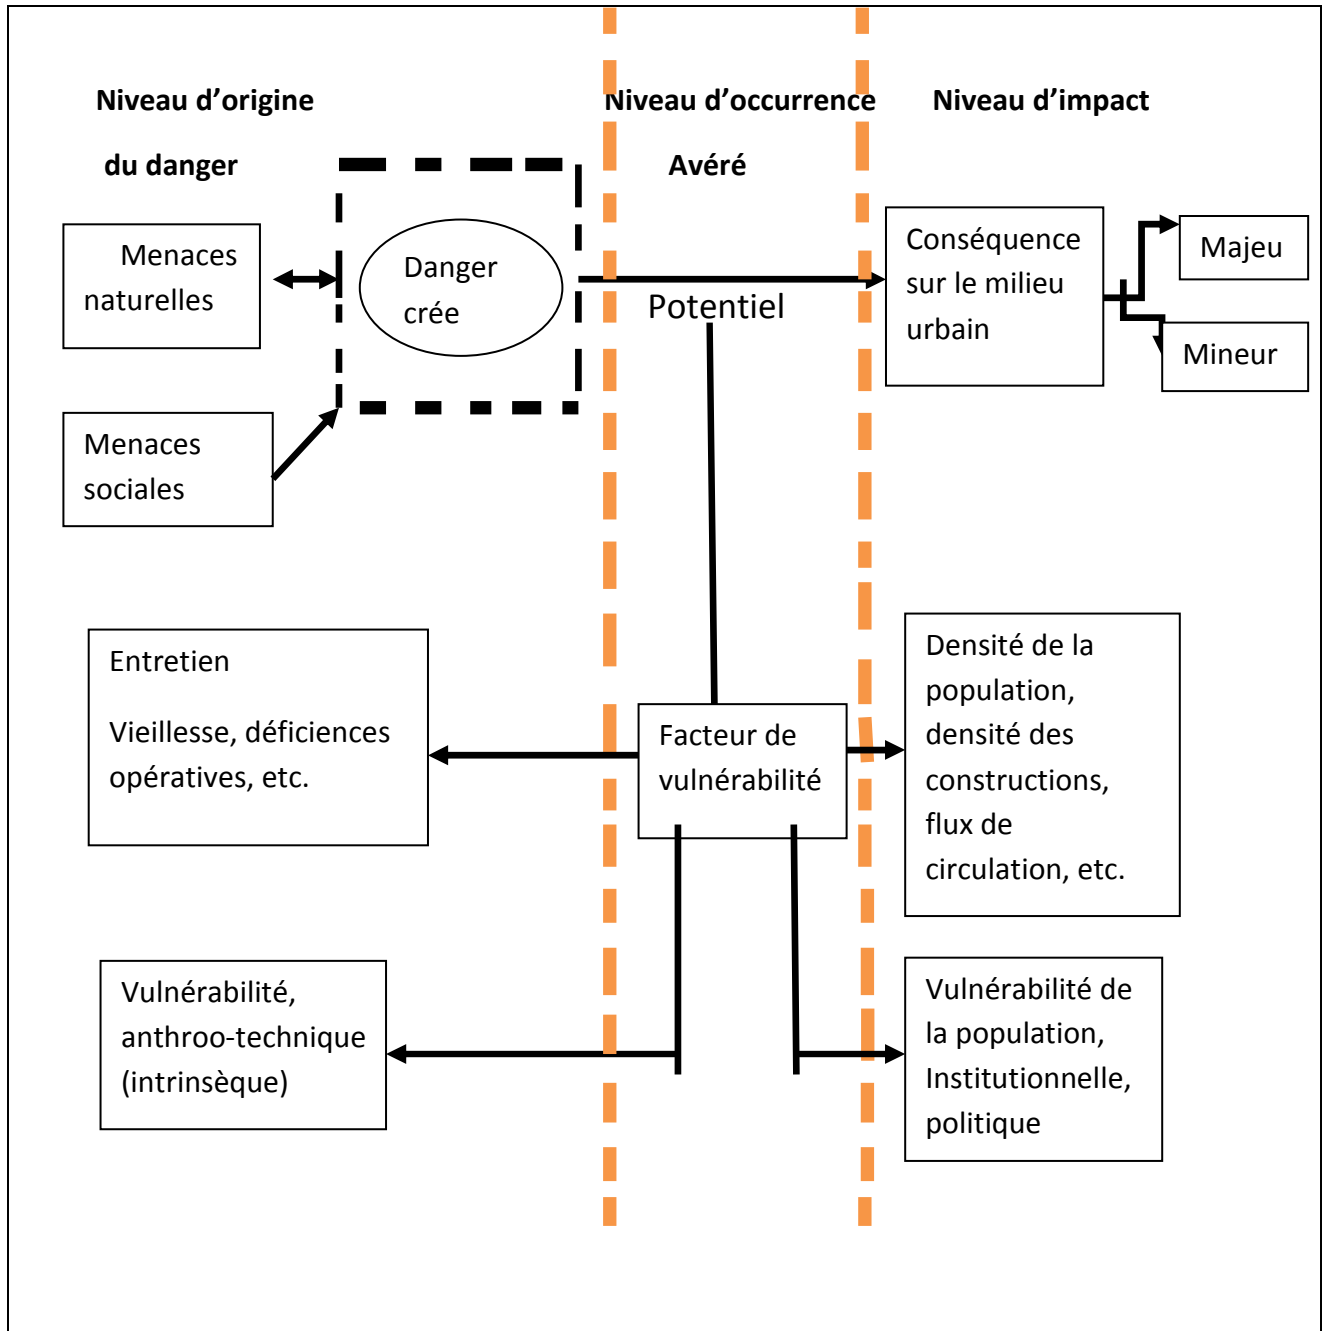 Niveau d’origine
du danger
Niveau d’occurrence
Avéré
Niveau d’impact
Menaces
naturelles
Danger
crée
Potentiel
Conséquence
sur le milieu
urbain
Majeu
Mineur
Menaces
sociales
Entretien
Vieillesse, déficiences
opératives, etc.
Facteur de
vulnérabilité
Densité de la
population,
densité des
constructions,
flux de
circulation, etc.
Vulnérabilité,
anthroo-technique
(intrinsèque)
Vulnérabilité de
la population,
Institutionnelle,
politique